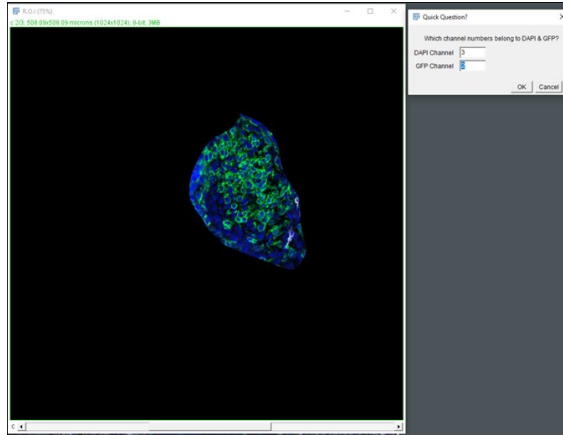 R.O.I (75%)
c:2/3; 508.09x508.09 microns (1024x1024); 8-bit; 3MB
Quick Question?
Which channel numbers belong to DAPI & GFP?
DAPI Channel 3
GFP Channel 2
OK Cancel
c